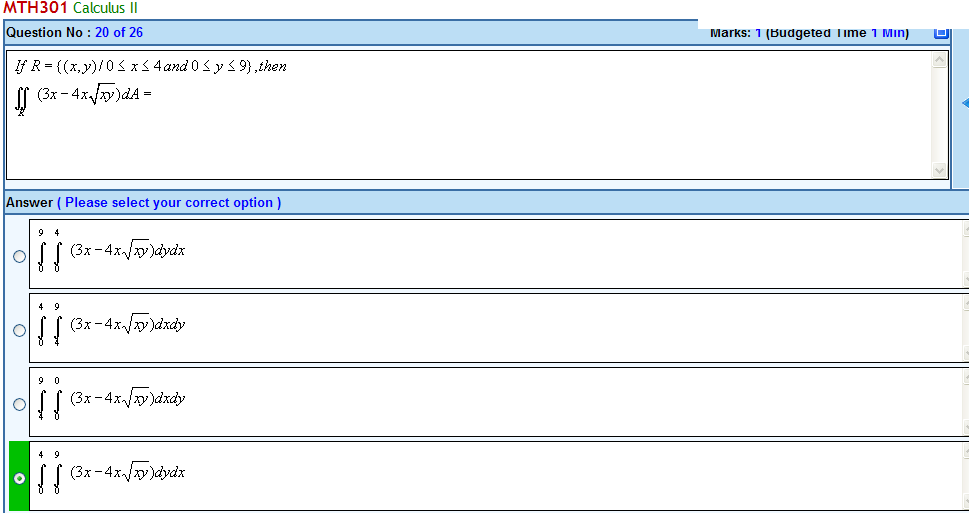 MTH301 Calculus II
Question No : 20 of 26 Marks: 1 (Budgeted Time 1 Min)
If R = {(x, y) / 0 ≤ x ≤ 4 and 0 ≤ y ≤ 9}, then
∬_R (3x − 4x√xy)dA =
Answer ( Please select your correct option )
∫_0^9 ∫_0^4 (3x − 4x√xy)dydx
∫_0^4 ∫_4^9 (3x − 4x√xy)dxdy
∫_4^9 ∫_0^0 (3x − 4x√xy)dxdy
∫_0^4 ∫_0^9 (3x − 4x√xy)dydx